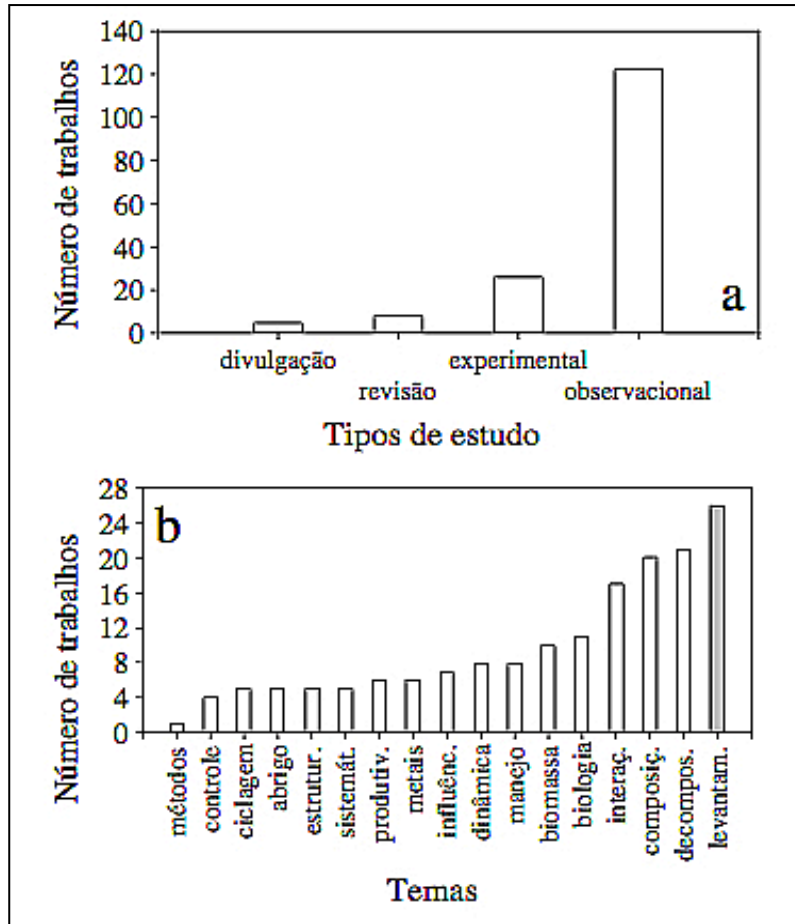 140
120
100
80
60
40
20
0
Número de trabalhos
a
divulgação experimental
revisão observacional
Tipos de estudo
28
24
20
16
12
8
4
0
Número de trabalhos
b
métodos
controle
ciclagem
abrigo
estrutur.
sistemát.
produtiv.
metais
influênc.
dinâmica
manejo
biomassa
biologia
interaç.
composiç.
decompos.
levantam.
Temas